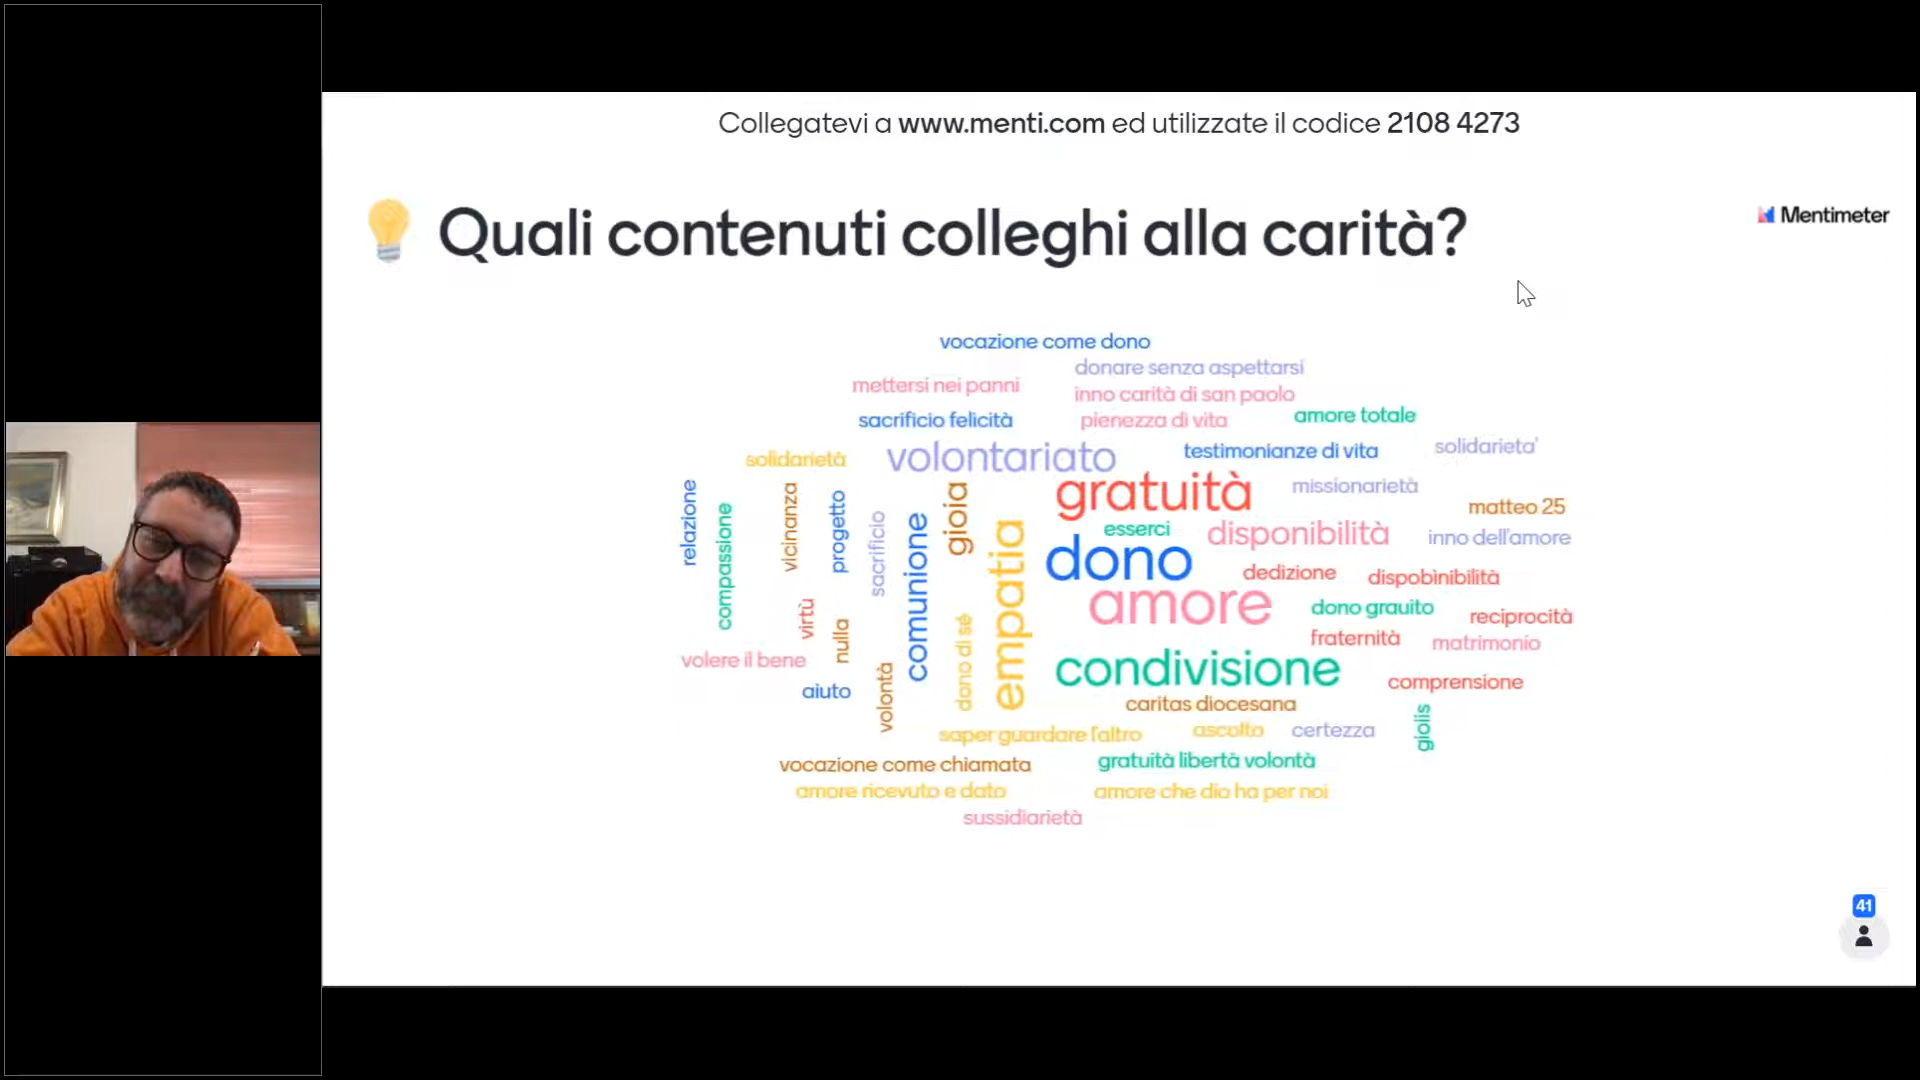 Collegatevi a www.menti.com ed utilizzate il codice 2108 4273
Quali contenuti colleghi alla carità?
Mentimeter
vocazione come dono
donare senza aspettarsi
mettersi nei panni
inno carità di san paolo
sacrificio felicità
pienezza di vita
amore totale
solidarietà
volontariato
testimonianze di vita
solidarieta'
relazione
compassione
vicinanza
progetto
sacrificio
comunione
gioia
empatia
gratuità
missionarietà
matteo 25
esserci
disponibilità
inno dell'amore
dono
dedizione
dispobinibilità
amore
dono grauito
reciprocità
virtù
nulla
dono di sé
fraternità
matrimonio
volere il bene
condivisione
comprensione
aiuto
volontà
caritas diocesana
giolis
saper guardare l'altro
ascolto
certezza
vocazione come chiamata
gratuità libertà volontà
amore ricevuto e dato
amore che dio ha per noi
sussidiarietà
41